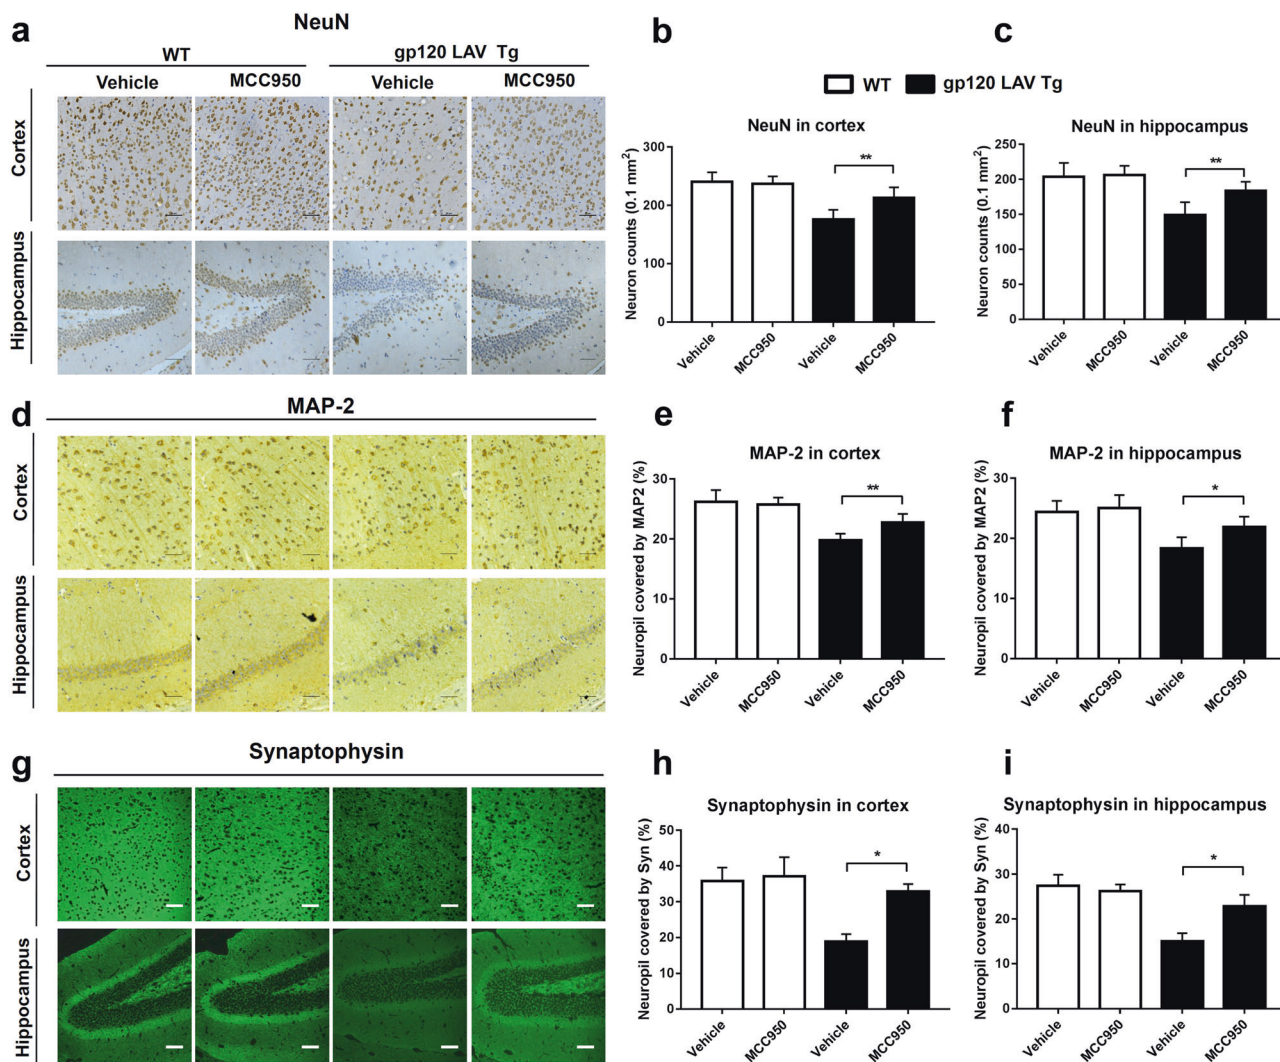 a
NeuN
WT
gp120 LAV Tg
Vehicle
MCC950
Vehicle
MCC950
Cortex
Hippocampus
b
c
WT
gp120 LAV Tg
NeuN in cortex
Neuron counts (0.1 mm²)
300
200
100
0
**
Vehicle
MCC950
Vehicle
MCC950
NeuN in hippocampus
Neuron counts (0.1 mm²)
250
200
150
100
50
0
**
Vehicle
MCC950
Vehicle
MCC950
d
MAP-2
Cortex
Hippocampus
e
MAP-2 in cortex
Neuropil covered by MAP2 (%)
30
20
10
0
**
Vehicle
MCC950
Vehicle
MCC950
f
MAP-2 in hippocampus
Neuropil covered by MAP2 (%)
30
20
10
0
*
Vehicle
MCC950
Vehicle
MCC950
g
Synaptophysin
Cortex
Hippocampus
h
Synaptophysin in cortex
Neuropil covered by Syn (%)
50
40
30
20
10
0
*
Vehicle
MCC950
Vehicle
MCC950
i
Synaptophysin in hippocampus
Neuropil covered by Syn (%)
40
30
20
10
0
*
Vehicle
MCC950
Vehicle
MCC950